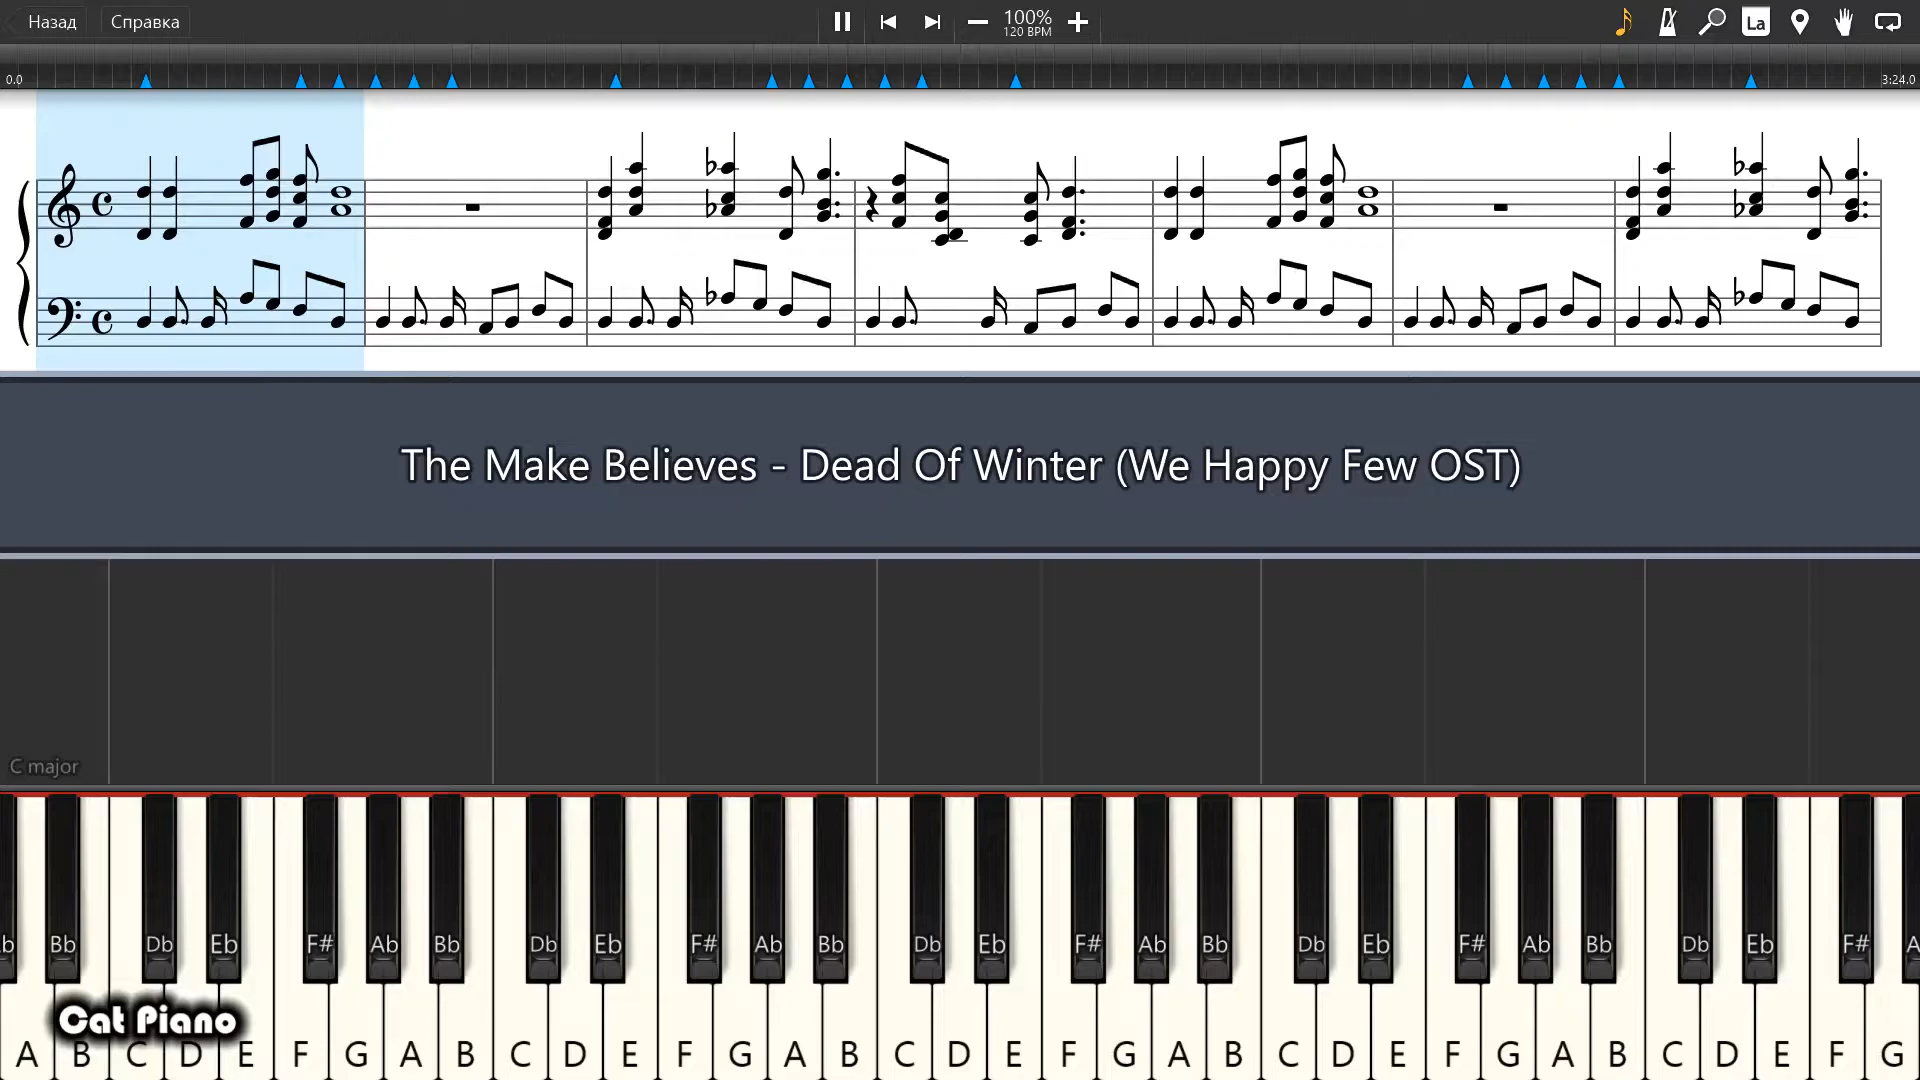 Назад
Справка
100%
120 BPM
La
0.0
3:24.0
The Make Believes - Dead Of Winter (We Happy Few OST)
C major
Bb Db Eb F# Ab Bb Db Eb F# Ab Bb Db Eb F# Ab Bb Db Eb F# Ab Bb Db Eb F#
Cat Piano
A B C D E F G A B C D E F G A B C D E F G A B C D E F G A B C D E F G